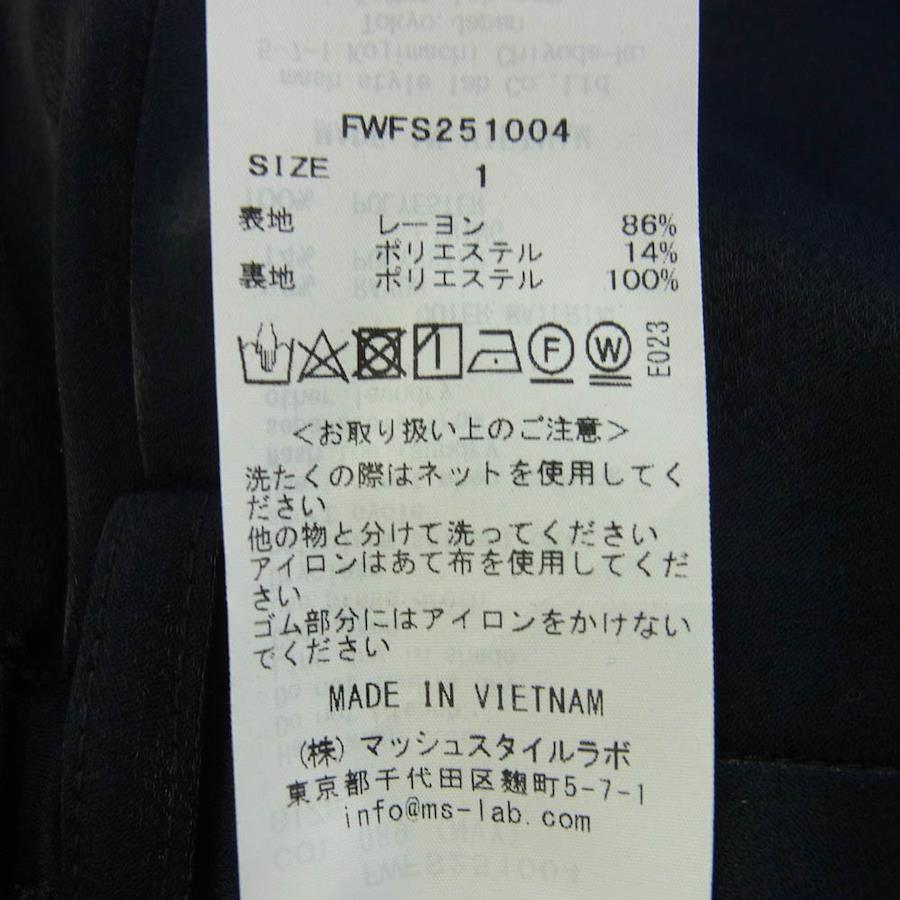 FWFS251004
SIZE 1
表地 レーヨン 86%
ポリエステル 14%
裏地 ポリエステル 100%
F W E023
<お取り扱い上のご注意>
洗たくの際はネットを使用してく
ださい
他の物と分けて洗ってください
アイロンはあて布を使用してくだ
さい
ゴム部分にはアイロンをかけない
でください
MADE IN VIETNAM
(株) マッシュスタイルラボ
東京都千代田区麹町5-7-1
info@ms-lab.com